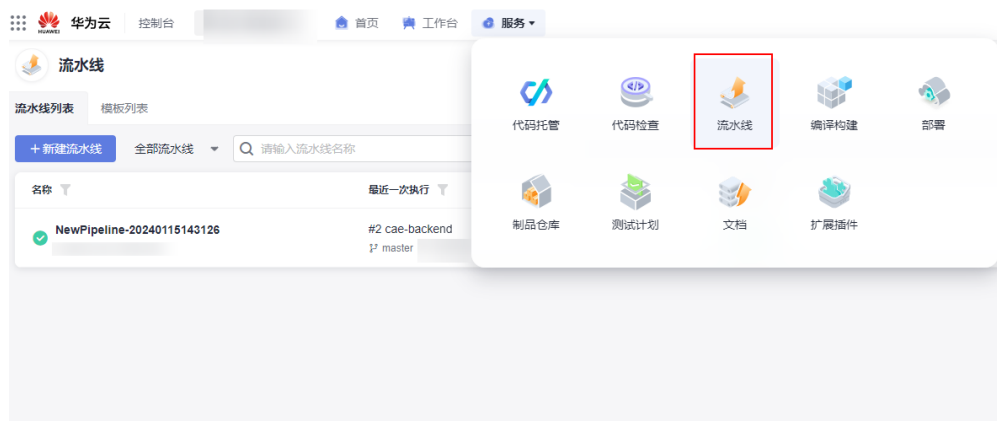 HUAWEI 华为云 控制台 首页 工作台 服务
流水线
代码托管 代码检查 流水线 编译构建 部署
流水线列表 模板列表
+新建流水线 全部流水线 请输入流水线名称
名称 最近一次执行
制品仓库 测试计划 文档 扩展插件
NewPipeline-20240115143126 #2 cae-backend
master